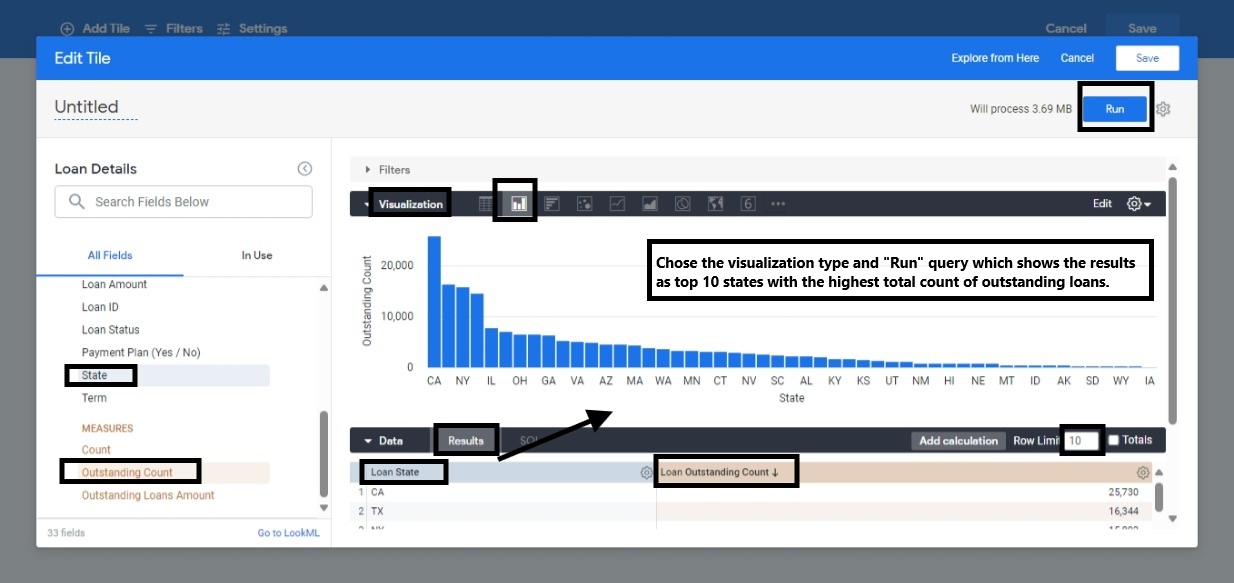 Add Tile Filters Settings Cancel Save
Edit Tile Explore from Here Cancel Save
Untitled Will process 3.69 MB Run
Loan Details
Search Fields Below
All Fields In Use
Loan Amount
Loan ID
Loan Status
Payment Plan (Yes / No)
State
Term
MEASURES
Count
Outstanding Count
Outstanding Loans Amount
33 fields Go to LookML
Filters
Visualization 6 Edit
Chose the visualization type and "Run" query which shows the results
as top 10 states with the highest total count of outstanding loans.
Outstanding Count
20,000
10,000
0
CA NY IL OH GA VA AZ MA WA MN CT NV SC AL KY KS UT NM HI NE MT ID AK SD WY IA
State
Data Results Add calculation Row Limit 10 Totals
Loan State Loan Outstanding Count ↓
1 CA 25,730
2 TX 16,344